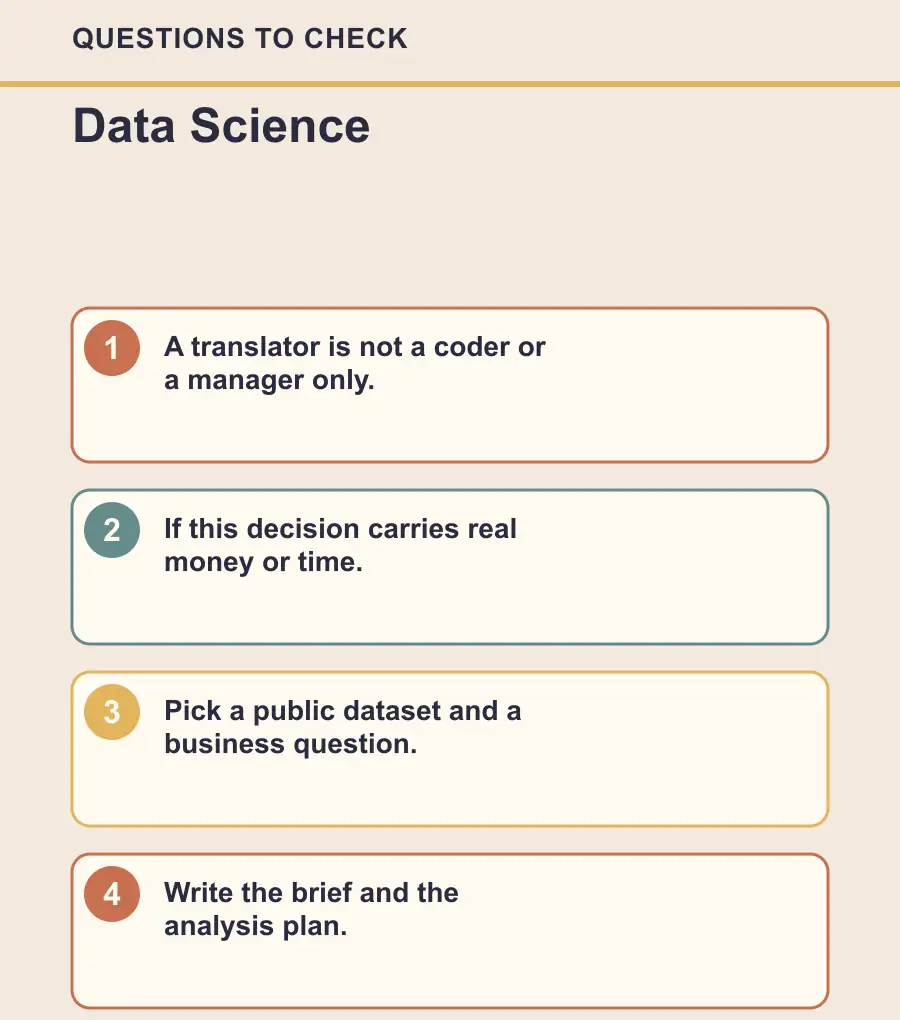 QUESTIONS TO CHECK
Data Science
1
A translator is not a coder or
a manager only.
2
If this decision carries real
money or time.
3
Pick a public dataset and a
business question.
4
Write the brief and the
analysis plan.